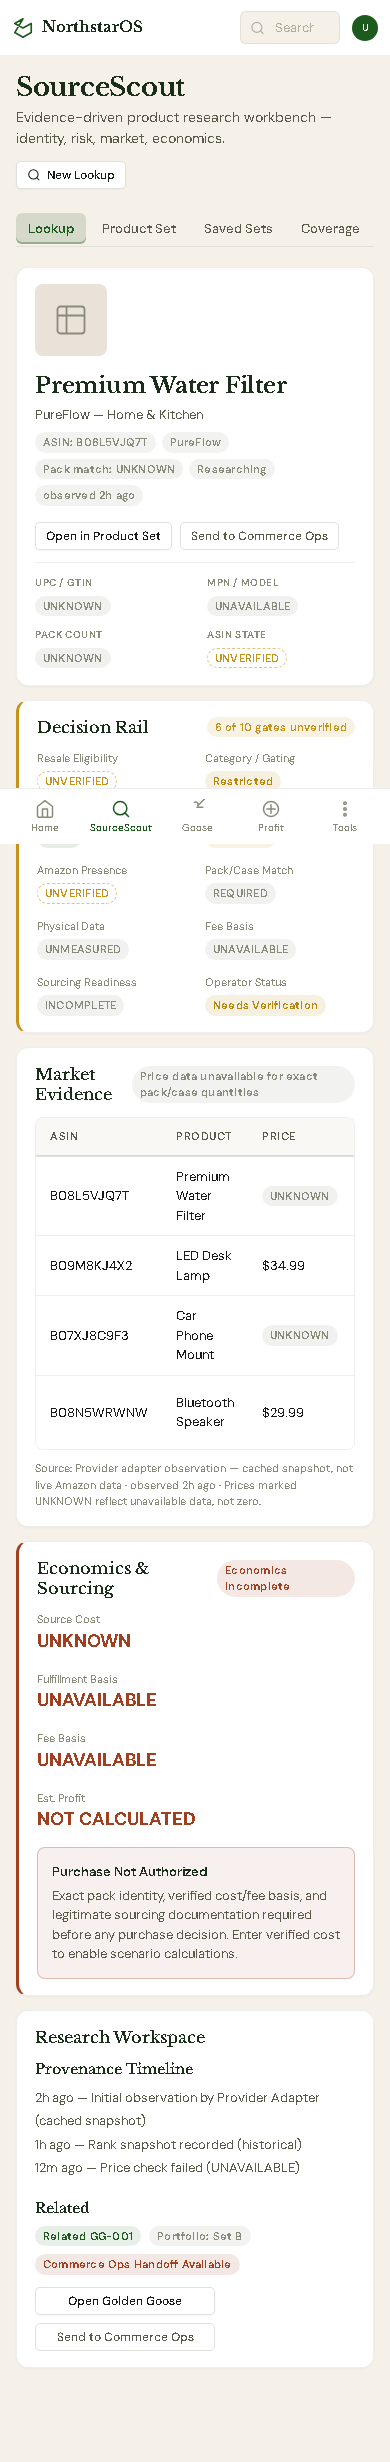 NorthstarOS
Search
U
SourceScout
Evidence-driven product research workbench —
identity, risk, market, economics.
New Lookup
Lookup
Product Set
Saved Sets
Coverage
Premium Water Filter
PureFlow — Home & Kitchen
ASIN: B08L5VJQ7T
PureFlow
Pack match: UNKNOWN
Researching
observed 2h ago
Open in Product Set
Send to Commerce Ops
UPC / GTIN
MPN / MODEL
UNKNOWN
UNAVAILABLE
PACK COUNT
ASIN STATE
UNKNOWN
UNVERIFIED
Decision Rail
6 of 10 gates unverified
Resale Eligibility
Category / Gating
UNVERIFIED
Restricted
Home
SourceScout
Goose
Profit
Tools
Amazon Presence
Pack/Case Match
UNVERIFIED
REQUIRED
Physical Data
Fee Basis
UNMEASURED
UNAVAILABLE
Sourcing Readiness
Operator Status
INCOMPLETE
Needs Verification
Market
Evidence
Price data unavailable for exact
pack/case quantities
ASIN
PRODUCT
PRICE
B08L5VJQ7T
Premium
Water
Filter
UNKNOWN
B09M8KJ4X2
LED Desk
Lamp
$34.99
B07XJ8C9F3
Car
Phone
Mount
UNKNOWN
B08N5WRWNW
Bluetooth
Speaker
$29.99
Source: Provider adapter observation — cached snapshot, not
live Amazon data · observed 2h ago · Prices marked
UNKNOWN reflect unavailable data, not zero.
Economics &
Sourcing
Economics
Incomplete
Source Cost
UNKNOWN
Fulfillment Basis
UNAVAILABLE
Fee Basis
UNAVAILABLE
Est. Profit
NOT CALCULATED
Purchase Not Authorized
Exact pack identity, verified cost/fee basis, and
legitimate sourcing documentation required
before any purchase decision. Enter verified cost
to enable scenario calculations.
Research Workspace
Provenance Timeline
2h ago — Initial observation by Provider Adapter
(cached snapshot)
1h ago — Rank snapshot recorded (historical)
12m ago — Price check failed (UNAVAILABLE)
Related
Related GG-001
Portfolio: Set B
Commerce Ops Handoff Available
Open Golden Goose
Send to Commerce Ops